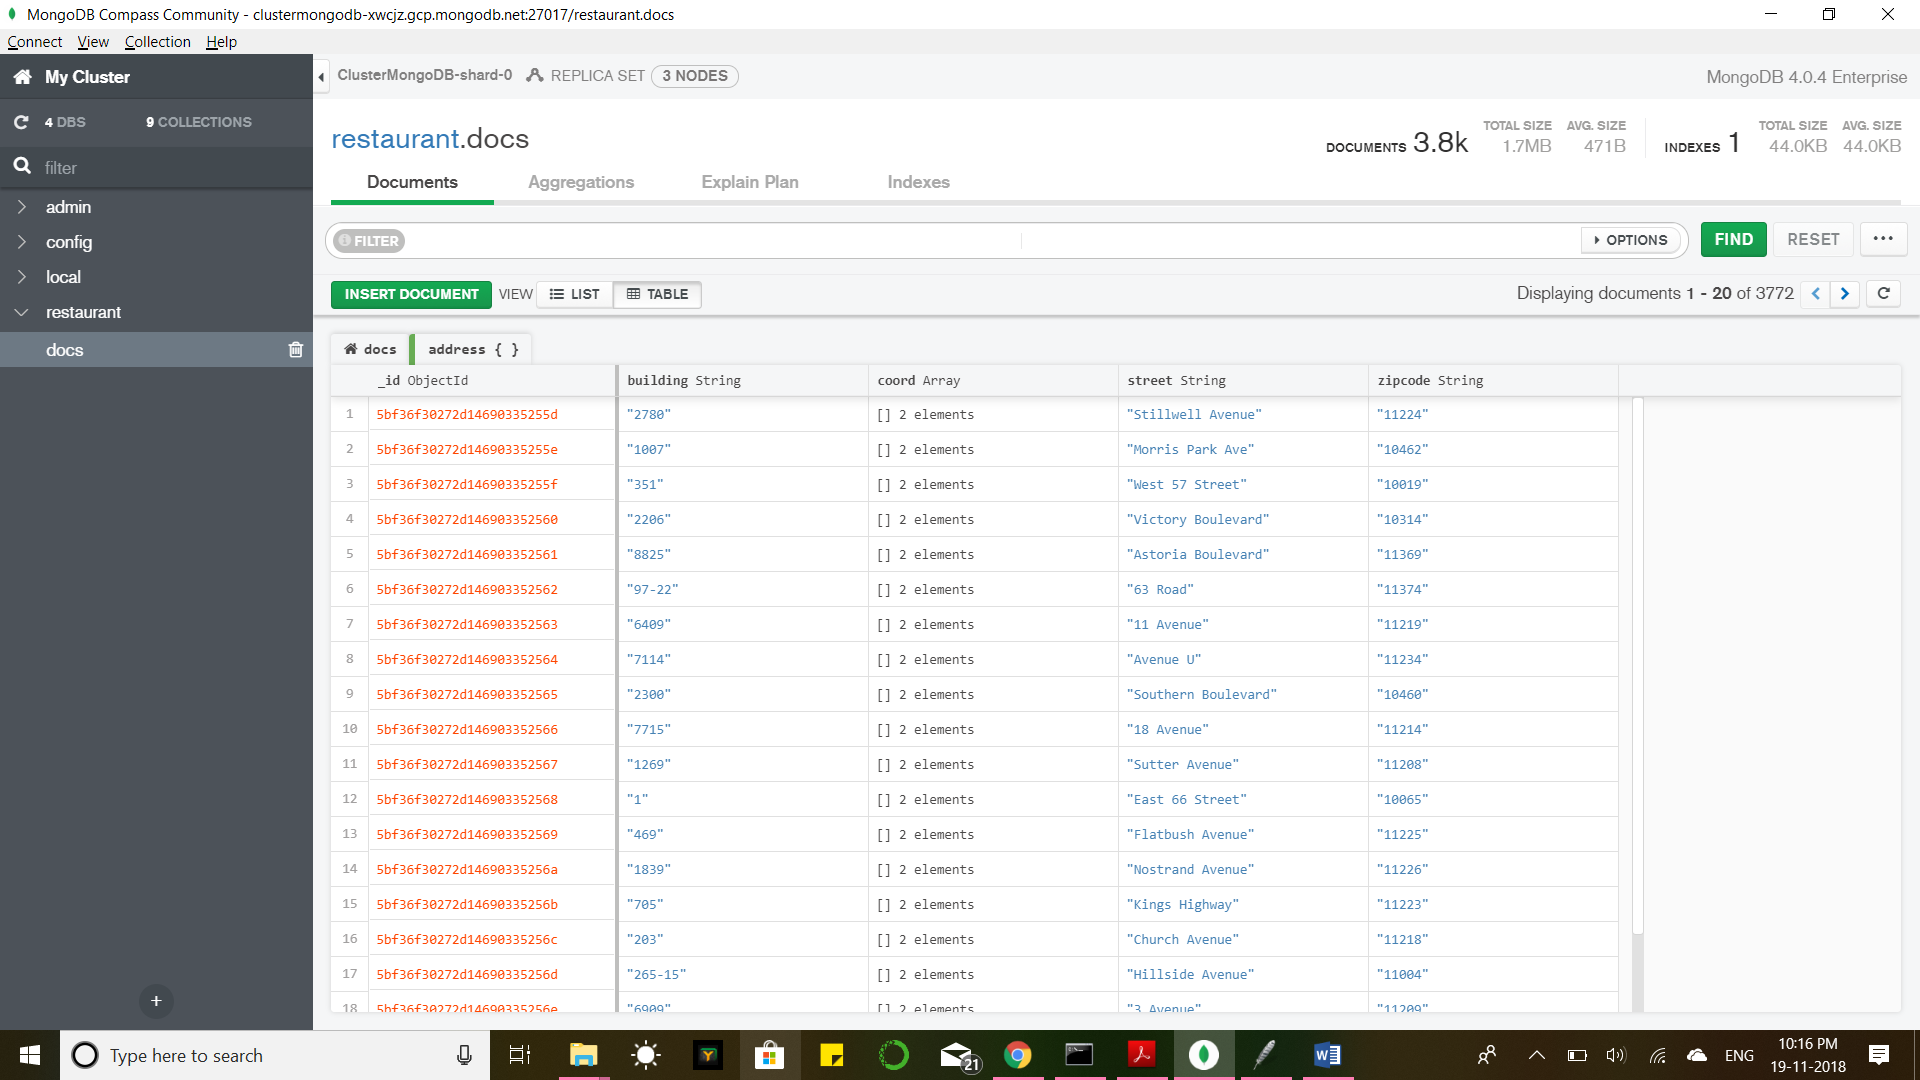 MongoDB Compass Community - clustermongodb-xwcjz.gcp.mongodb.net:27017/restaurant.docs
Connect View Collection Help
My Cluster
ClusterMongoDB-shard-0 REPLICA SET 3 NODES
MongoDB 4.0.4 Enterprise
4 DBS 9 COLLECTIONS
filter
admin
config
local
restaurant
docs
restaurant.docs
DOCUMENTS 3.8k TOTAL SIZE 1.7MB AVG. SIZE 471B
INDEXES 1 TOTAL SIZE 44.0KB AVG. SIZE 44.0KB
Documents Aggregations Explain Plan Indexes
FILTER OPTIONS FIND RESET ...
INSERT DOCUMENT VIEW LIST TABLE
Displaying documents 1 - 20 of 3772
docs address { }
_id ObjectId building String coord Array street String zipcode String
1 5bf36f30272d14690335255d "2780" [] 2 elements "Stillwell Avenue" "11224"
2 5bf36f30272d14690335255e "1007" [] 2 elements "Morris Park Ave" "10462"
3 5bf36f30272d14690335255f "351" [] 2 elements "West 57 Street" "10019"
4 5bf36f30272d146903352560 "2206" [] 2 elements "Victory Boulevard" "10314"
5 5bf36f30272d146903352561 "8825" [] 2 elements "Astoria Boulevard" "11369"
6 5bf36f30272d146903352562 "97-22" [] 2 elements "63 Road" "11374"
7 5bf36f30272d146903352563 "6409" [] 2 elements "11 Avenue" "11219"
8 5bf36f30272d146903352564 "7114" [] 2 elements "Avenue U" "11234"
9 5bf36f30272d146903352565 "2300" [] 2 elements "Southern Boulevard" "10460"
10 5bf36f30272d146903352566 "7715" [] 2 elements "18 Avenue" "11214"
11 5bf36f30272d146903352567 "1269" [] 2 elements "Sutter Avenue" "11208"
12 5bf36f30272d146903352568 "1" [] 2 elements "East 66 Street" "10065"
13 5bf36f30272d146903352569 "469" [] 2 elements "Flatbush Avenue" "11225"
14 5bf36f30272d14690335256a "1839" [] 2 elements "Nostrand Avenue" "11226"
15 5bf36f30272d14690335256b "705" [] 2 elements "Kings Highway" "11223"
16 5bf36f30272d14690335256c "203" [] 2 elements "Church Avenue" "11218"
17 5bf36f30272d14690335256d "265-15" [] 2 elements "Hillside Avenue" "11004"
18 5bf36f30272d14690335256e "6909" [] 2 elements "3 Avenue" "11209"
+
Type here to search
21
ENG
10:16 PM
19-11-2018